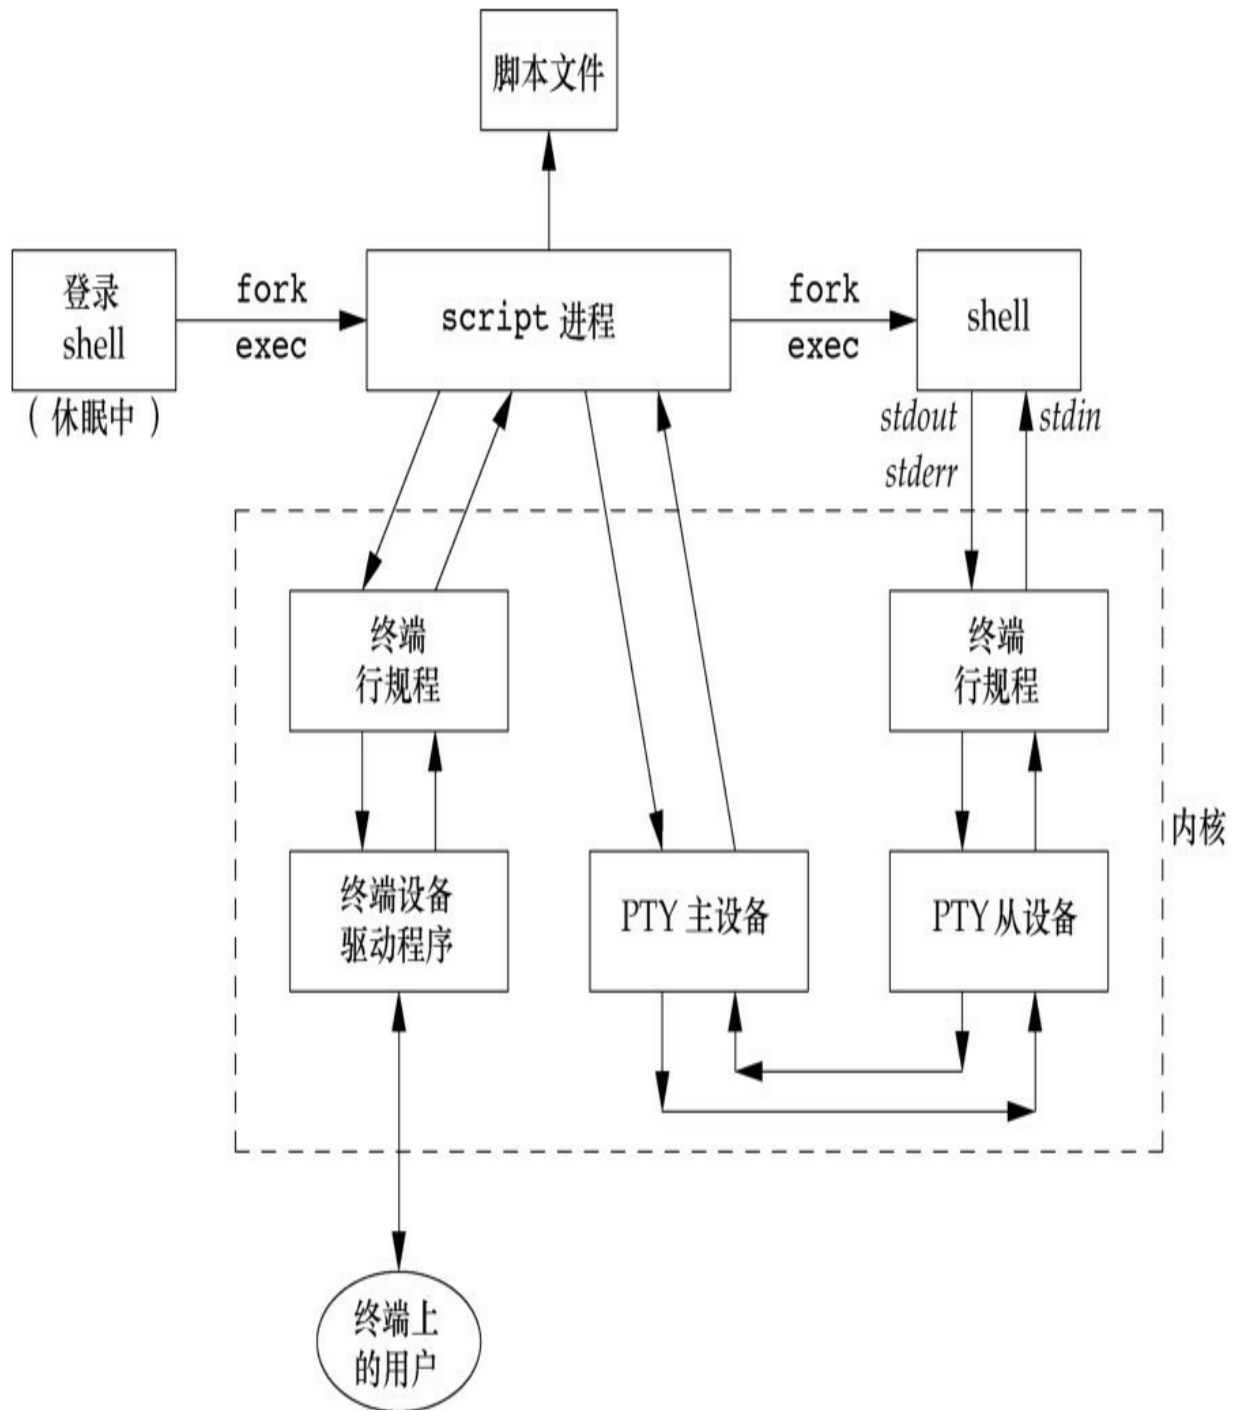 脚本文件
登录
shell
(休眠中)
fork
exec
script 进程
fork
exec
shell
stdout
stderr
stdin
终端
行规程
终端
行规程
内核
终端设备
驱动程序
PTY 主设备
PTY 从设备
终端上
的用户